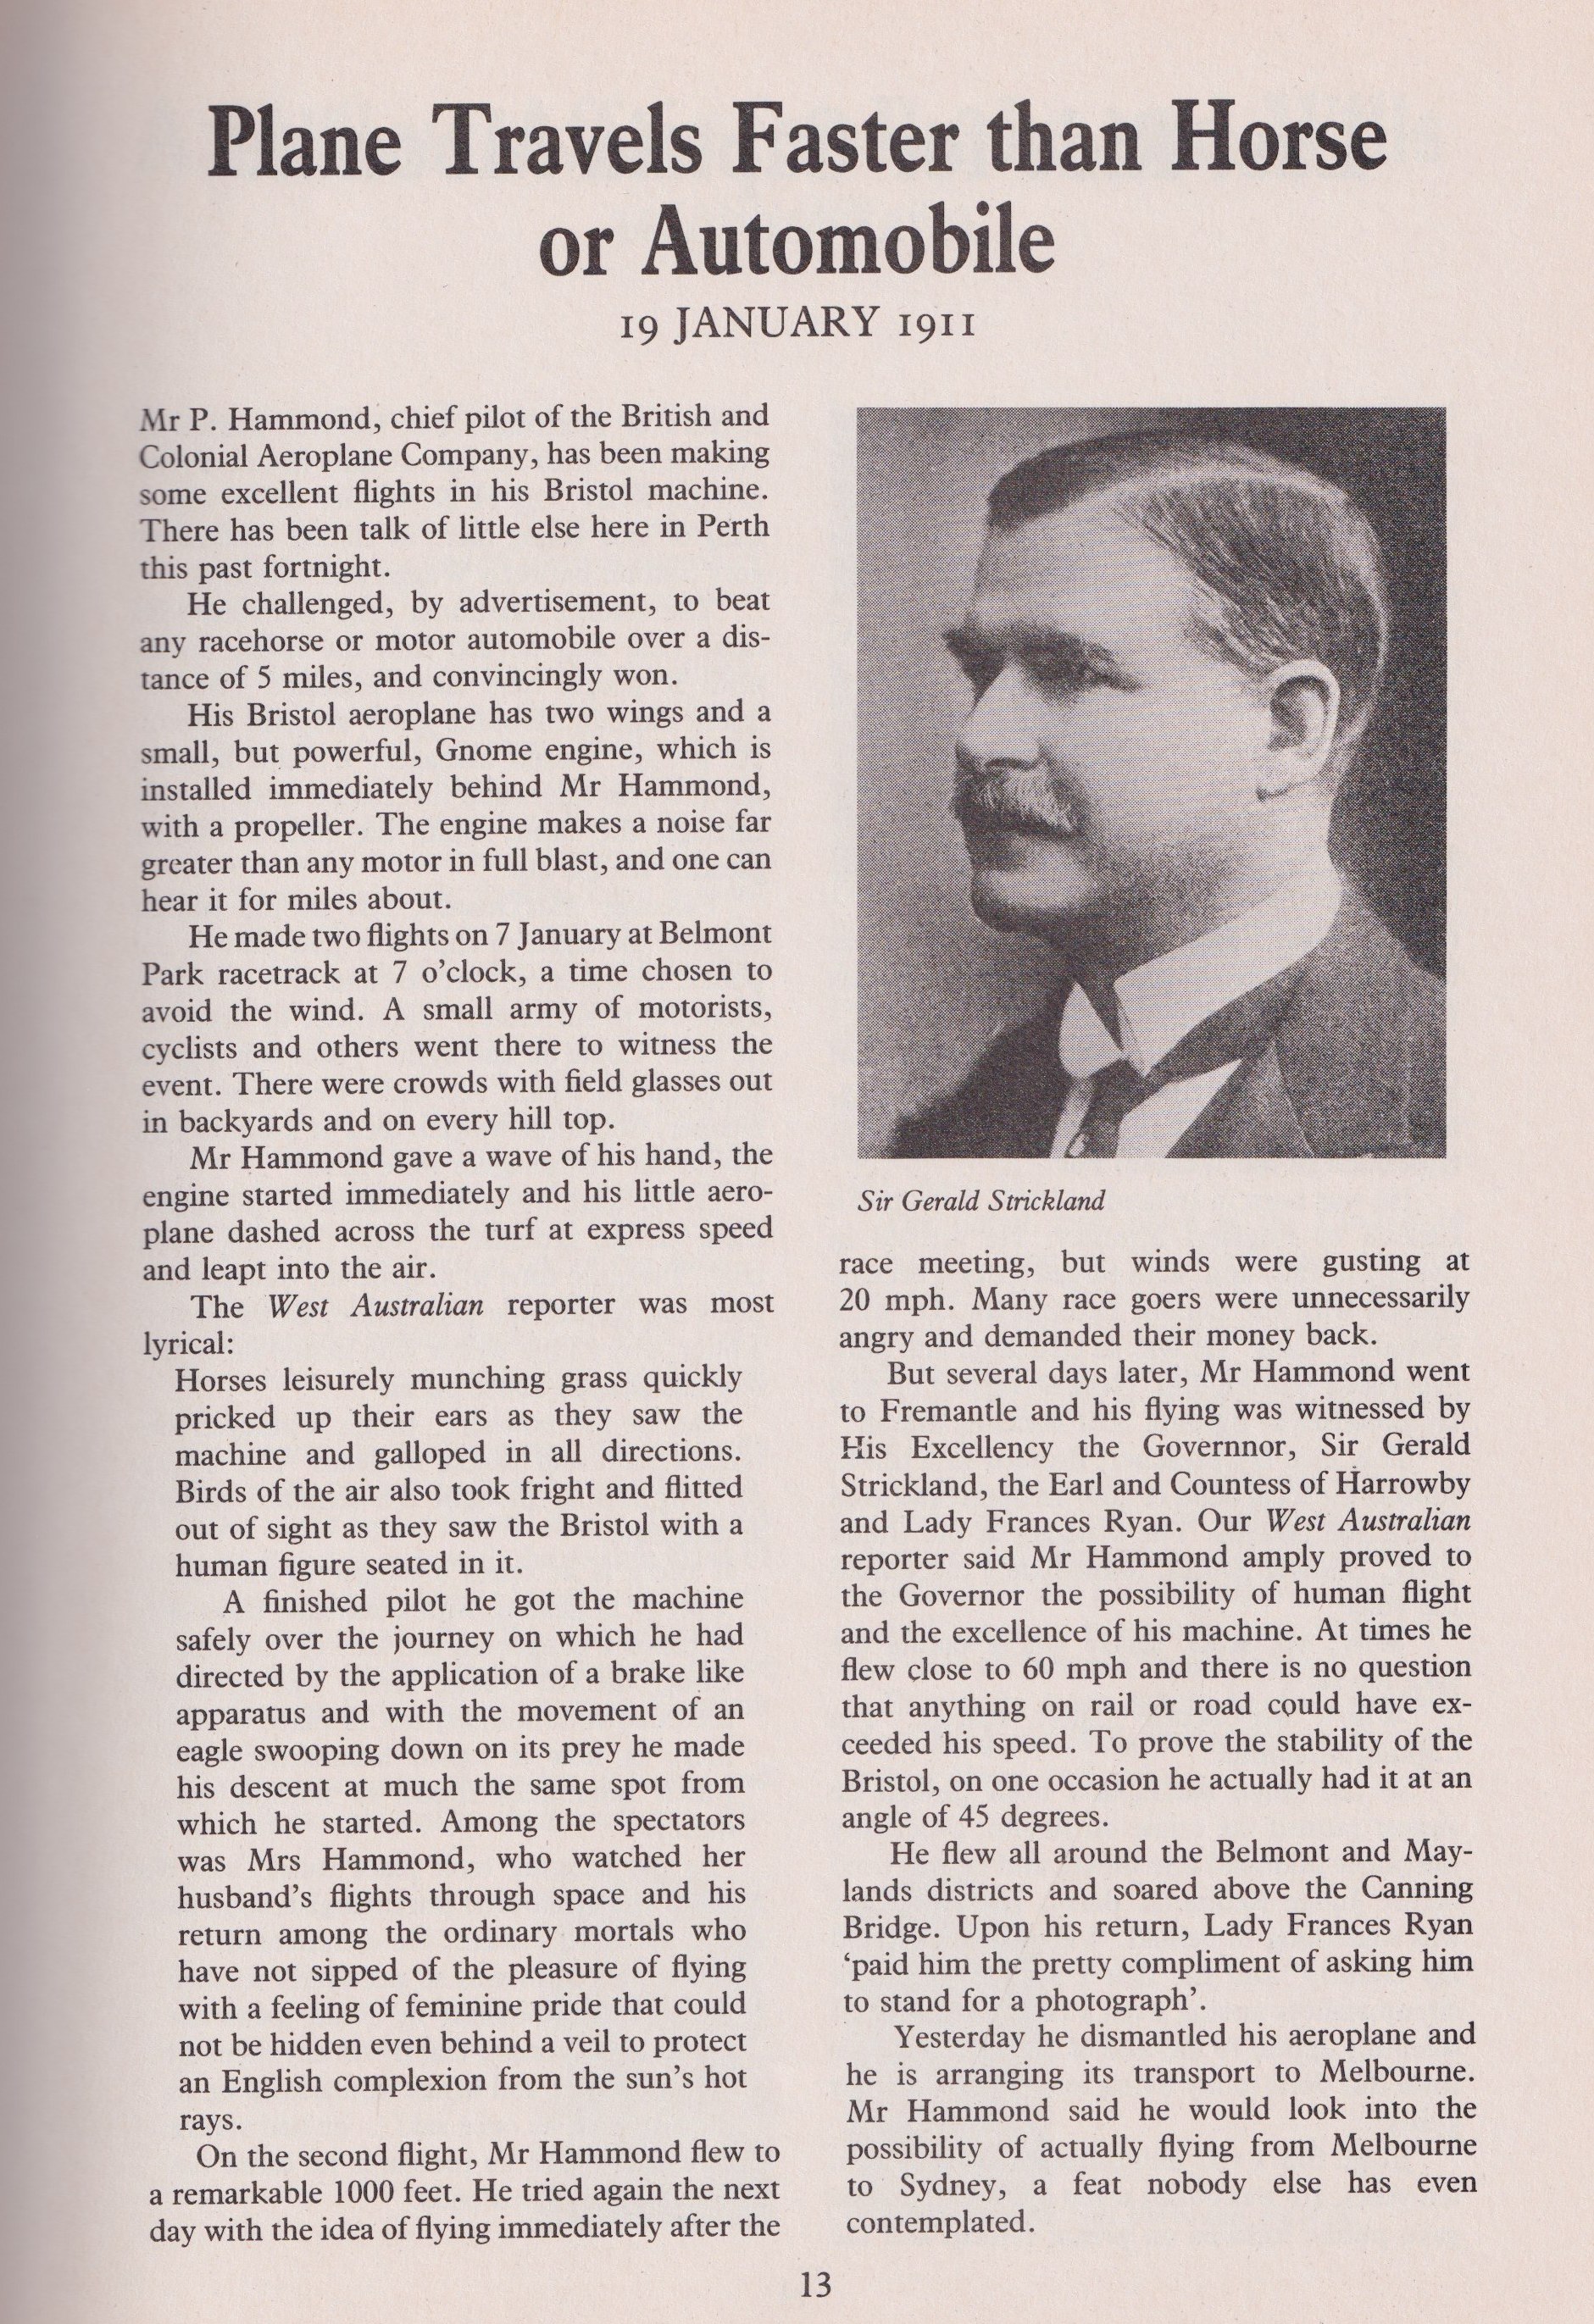 Plane Travels Faster than Horse
or Automobile
19 JANUARY 1911
Mr P. Hammond, chief pilot of the British and
Colonial Aeroplane Company, has been making
some excellent flights in his Bristol machine.
There has been talk of little else here in Perth
this past fortnight.
He challenged, by advertisement, to beat
any racehorse or motor automobile over a dis-
tance of 5 miles, and convincingly won.
His Bristol aeroplane has two wings and a
small, but powerful, Gnome engine, which is
installed immediately behind Mr Hammond,
with a propeller. The engine makes a noise far
greater than any motor in full blast, and one can
hear it for miles about.
He made two flights on 7 January at Belmont
Park racetrack at 7 o'clock, a time chosen to
avoid the wind. A small army of motorists,
cyclists and others went there to witness the
event. There were crowds with field glasses out
in backyards and on every hill top.
Mr Hammond gave a wave of his hand, the
engine started immediately and his little aero-
plane dashed across the turf at express speed
and leapt into the air.
The West Australian reporter was most
lyrical:
Horses leisurely munching grass quickly
pricked up their ears as they saw the
machine and galloped in all directions.
Birds of the air also took fright and flitted
out of sight as they saw the Bristol with a
human figure seated in it.
A finished pilot he got the machine
safely over the journey on which he had
directed by the application of a brake like
apparatus and with the movement of an
eagle swooping down on its prey he made
his descent at much the same spot from
which he started. Among the spectators
was Mrs Hammond, who watched her
husband's flights through space and his
return among the ordinary mortals who
have not sipped of the pleasure of flying
with a feeling of feminine pride that could
not be hidden even behind a veil to protect
an English complexion from the sun's hot
rays.
On the second flight, Mr Hammond flew to
a remarkable 1000 feet. He tried again the next
day with the idea of flying immediately after the
Sir Gerald Strickland
race meeting, but winds were gusting at
20 mph. Many race goers were unnecessarily
angry and demanded their money back.
But several days later, Mr Hammond went
to Fremantle and his flying was witnessed by
His Excellency the Governnor, Sir Gerald
Strickland, the Earl and Countess of Harrowby
and Lady Frances Ryan. Our West Australian
reporter said Mr Hammond amply proved to
the Governor the possibility of human flight
and the excellence of his machine. At times he
flew close to 60 mph and there is no question
that anything on rail or road could have ex-
ceeded his speed. To prove the stability of the
Bristol, on one occasion he actually had it at an
angle of 45 degrees.
He flew all around the Belmont and May-
lands districts and soared above the Canning
Bridge. Upon his return, Lady Frances Ryan
'paid him the pretty compliment of asking him
to stand for a photograph'.
Yesterday he dismantled his aeroplane and
he is arranging its transport to Melbourne.
Mr Hammond said he would look into the
possibility of actually flying from Melbourne
to Sydney, a feat nobody else has even
contemplated.
13